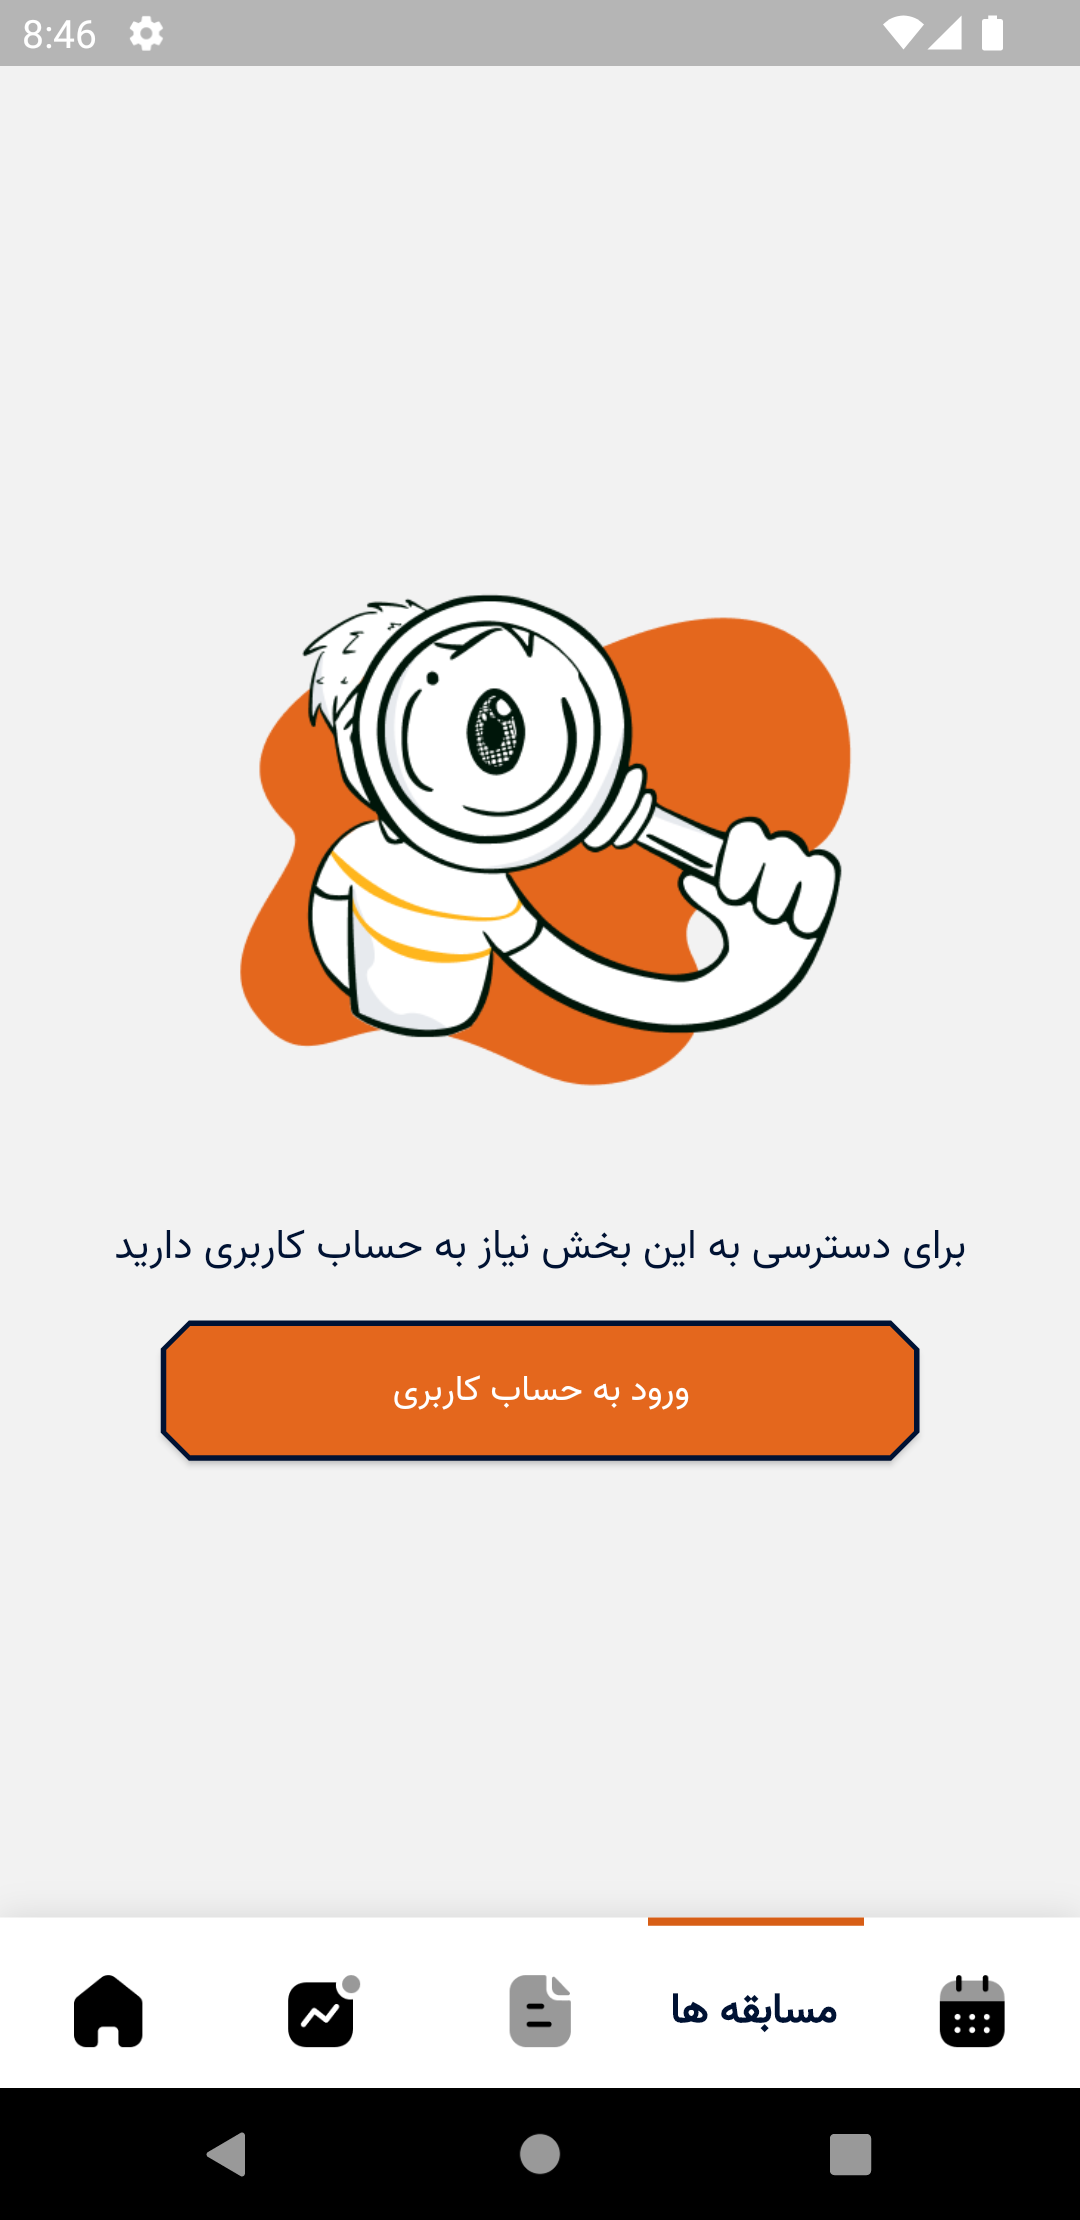 8:46
برای دسترسی به این بخش نیاز به حساب کاربری دارید
ورود به حساب کاربری
مسابقه ها